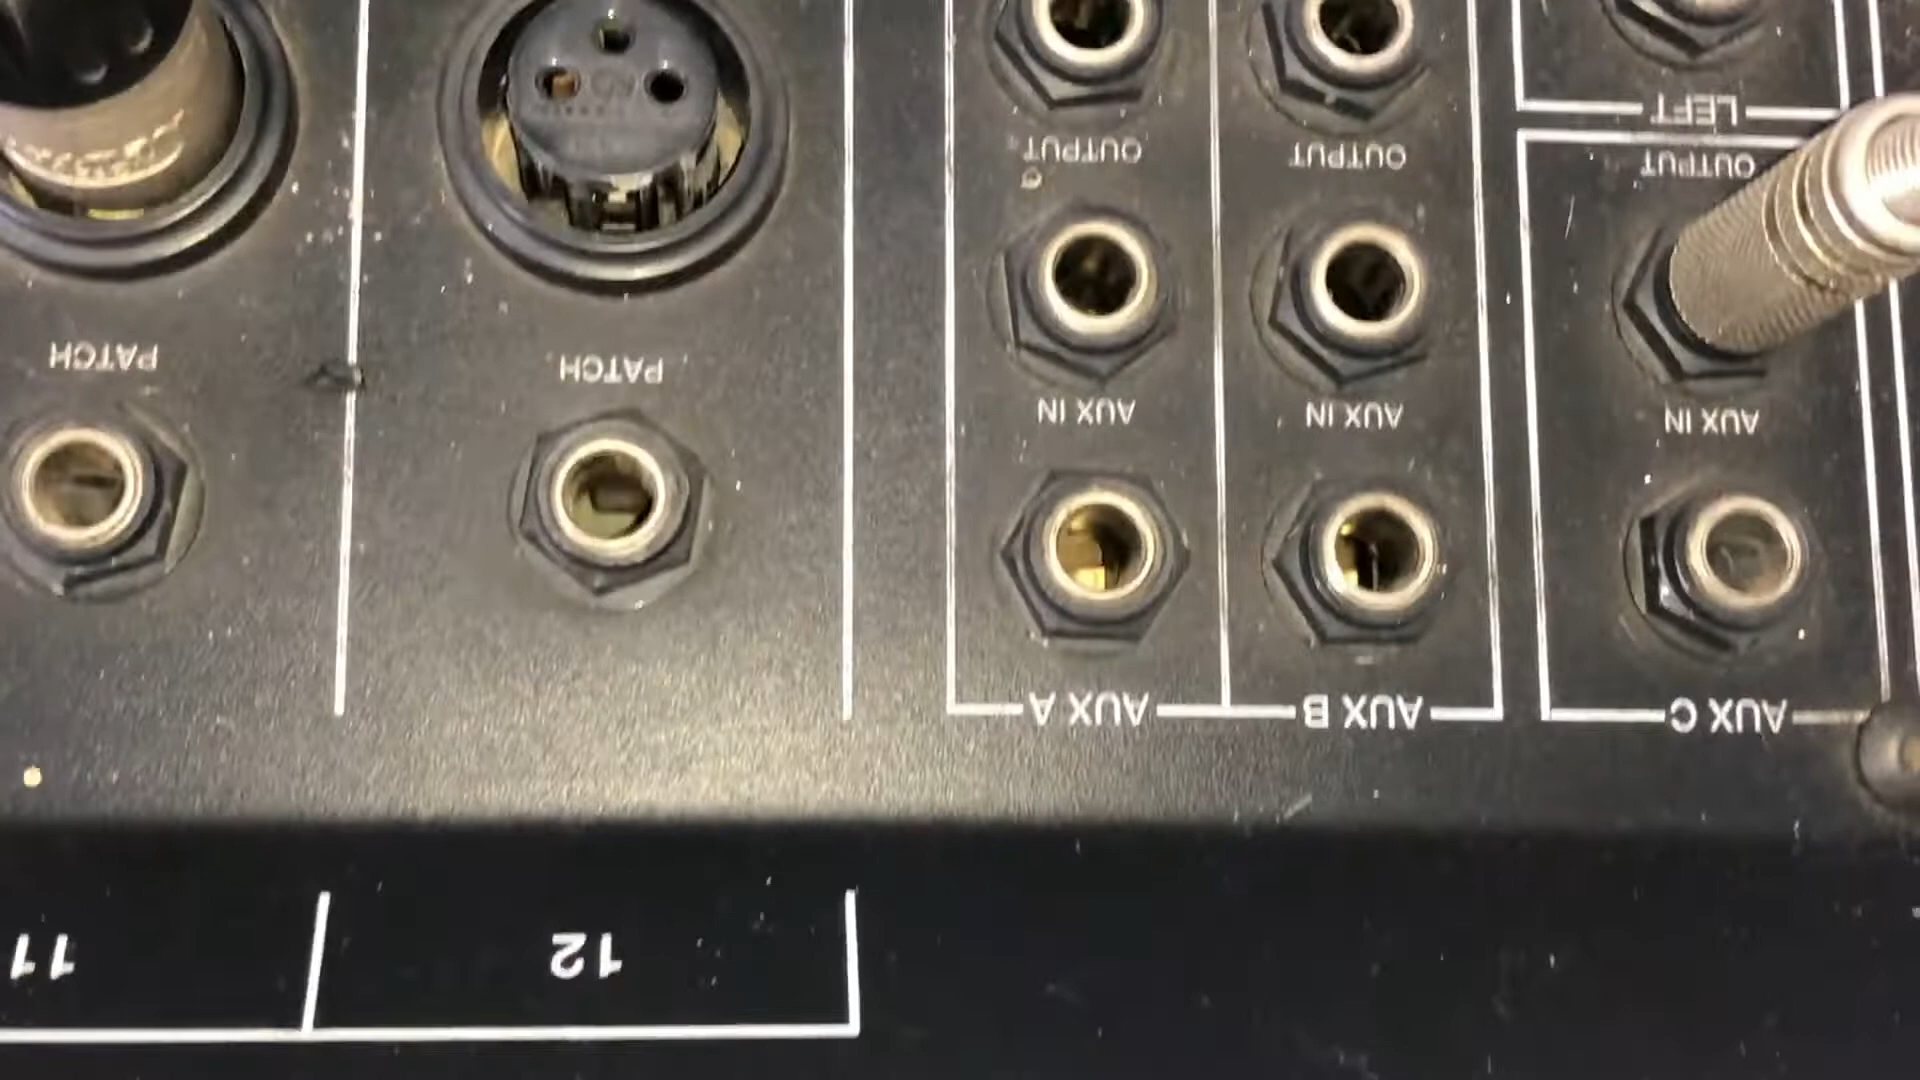 LEFT
OUTPUT OUTPUT OUTPUT
PATCH PATCH
AUX IN AUX IN AUX IN
AUX A AUX B AUX C
11 12